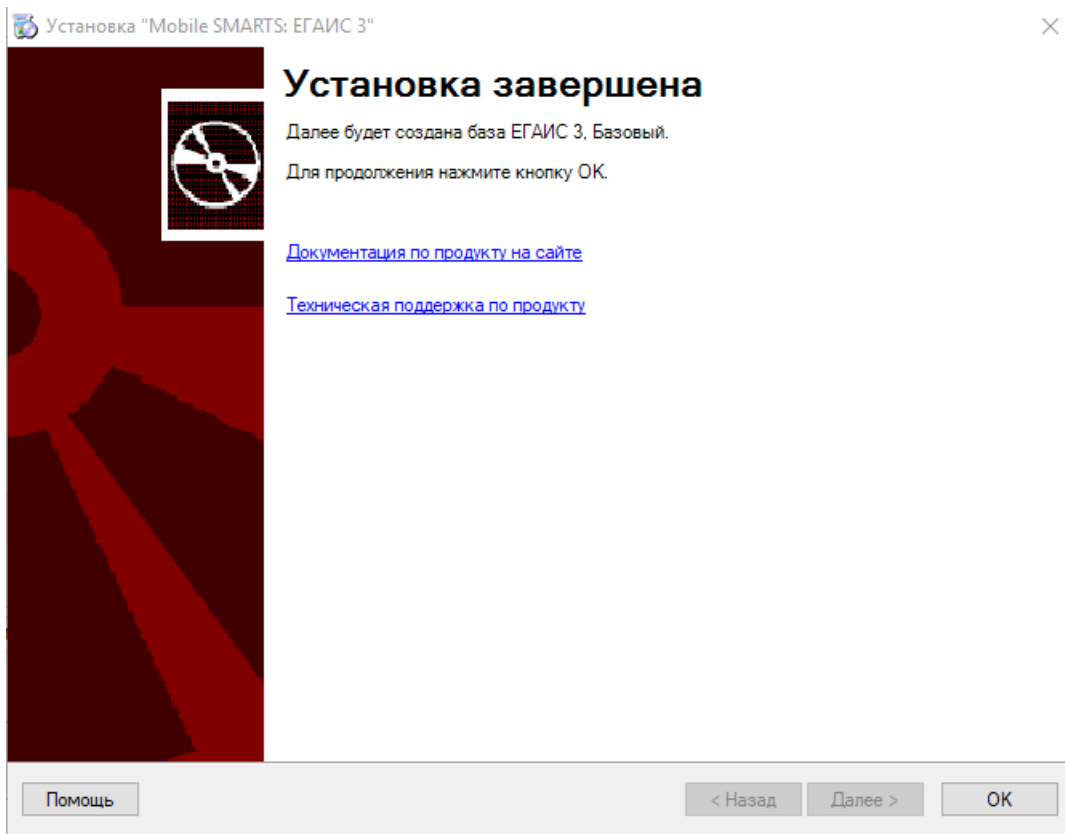 Установка "Mobile SMARTS: ЕГАИС 3"
Установка завершена
Далее будет создана база ЕГАИС 3, Базовый.
Для продолжения нажмите кнопку ОК.
Документация по продукту на сайте
Техническая поддержка по продукту
Помощь
< Назад
Далее >
ОК